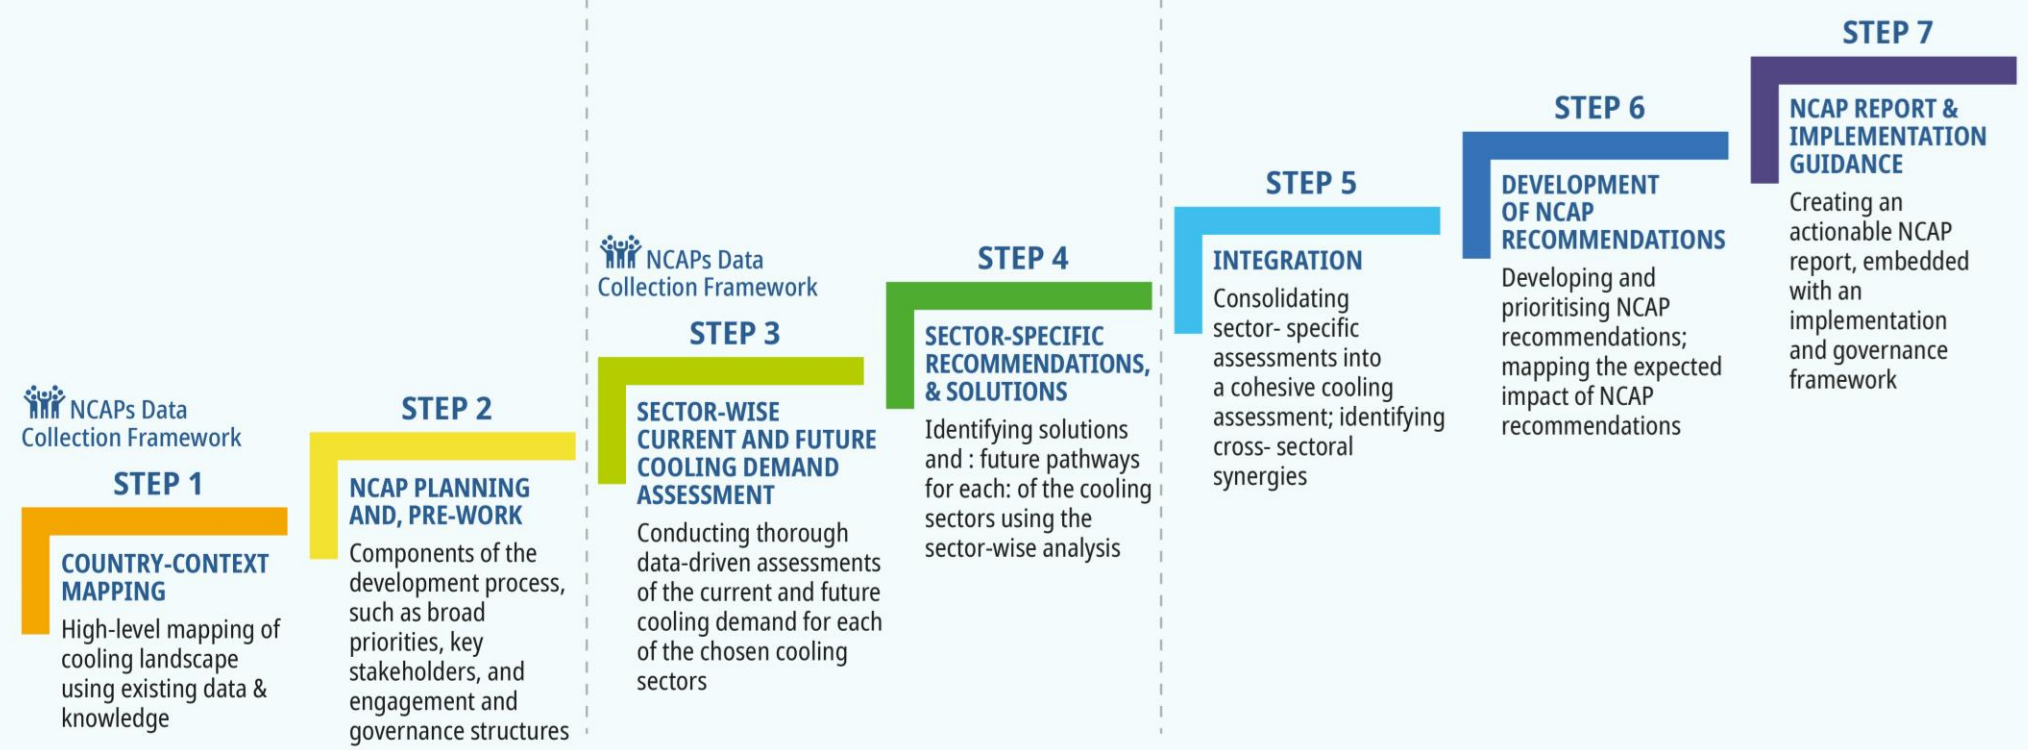 NCAPs Data
Collection Framework
STEP 1
COUNTRY-CONTEXT
MAPPING
High-level mapping of
cooling landscape
using existing data &
knowledge
STEP 2
NCAP PLANNING
AND, PRE-WORK
Components of the
development process,
such as broad
priorities, key
stakeholders, and
engagement and
governance structures
NCAPs Data
Collection Framework
STEP 3
SECTOR-WISE
CURRENT AND FUTURE
COOLING DEMAND
ASSESSMENT
Conducting thorough
data-driven assessments
of the current and future
cooling demand for each
of the chosen cooling
sectors
STEP 4
SECTOR-SPECIFIC
RECOMMENDATIONS,
& SOLUTIONS
Identifying solutions
and : future pathways
for each: of the cooling
sectors using the
sector-wise analysis
STEP 5
INTEGRATION
Consolidating
sector- specific
assessments into
a cohesive cooling
assessment; identifying
cross- sectoral
synergies
STEP 6
DEVELOPMENT
OF NCAP
RECOMMENDATIONS
Developing and
prioritising NCAP
recommendations;
mapping the expected
impact of NCAP
recommendations
STEP 7
NCAP REPORT &
IMPLEMENTATION
GUIDANCE
Creating an
actionable NCAP
report, embedded
with an
implementation
and governance
framework